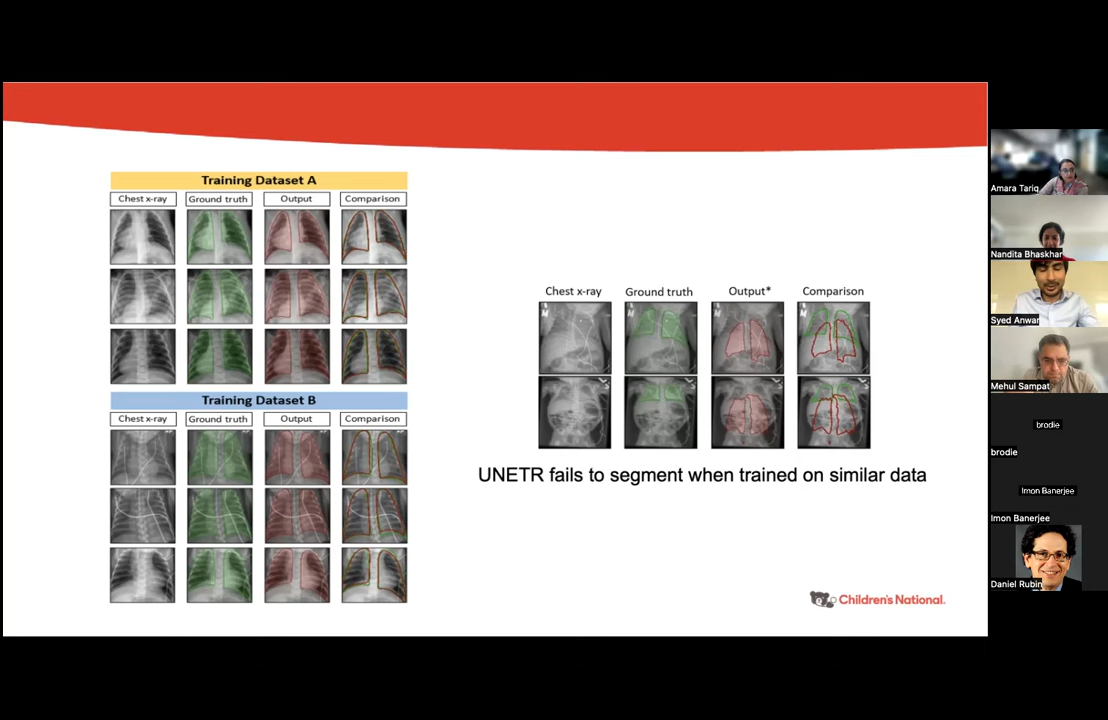 Training Dataset A
Chest x-ray Ground truth Output Comparison
Training Dataset B
Chest x-ray Ground truth Output Comparison
Chest x-ray Ground truth Output* Comparison
UNETR fails to segment when trained on similar data
Children's National.
Amara Tariq
Nandita Bhaskhar
Syed Anwar
Mehul Sampat
brodie
brodie
Imon Banerjee
Imon Banerjee
Daniel Rubin